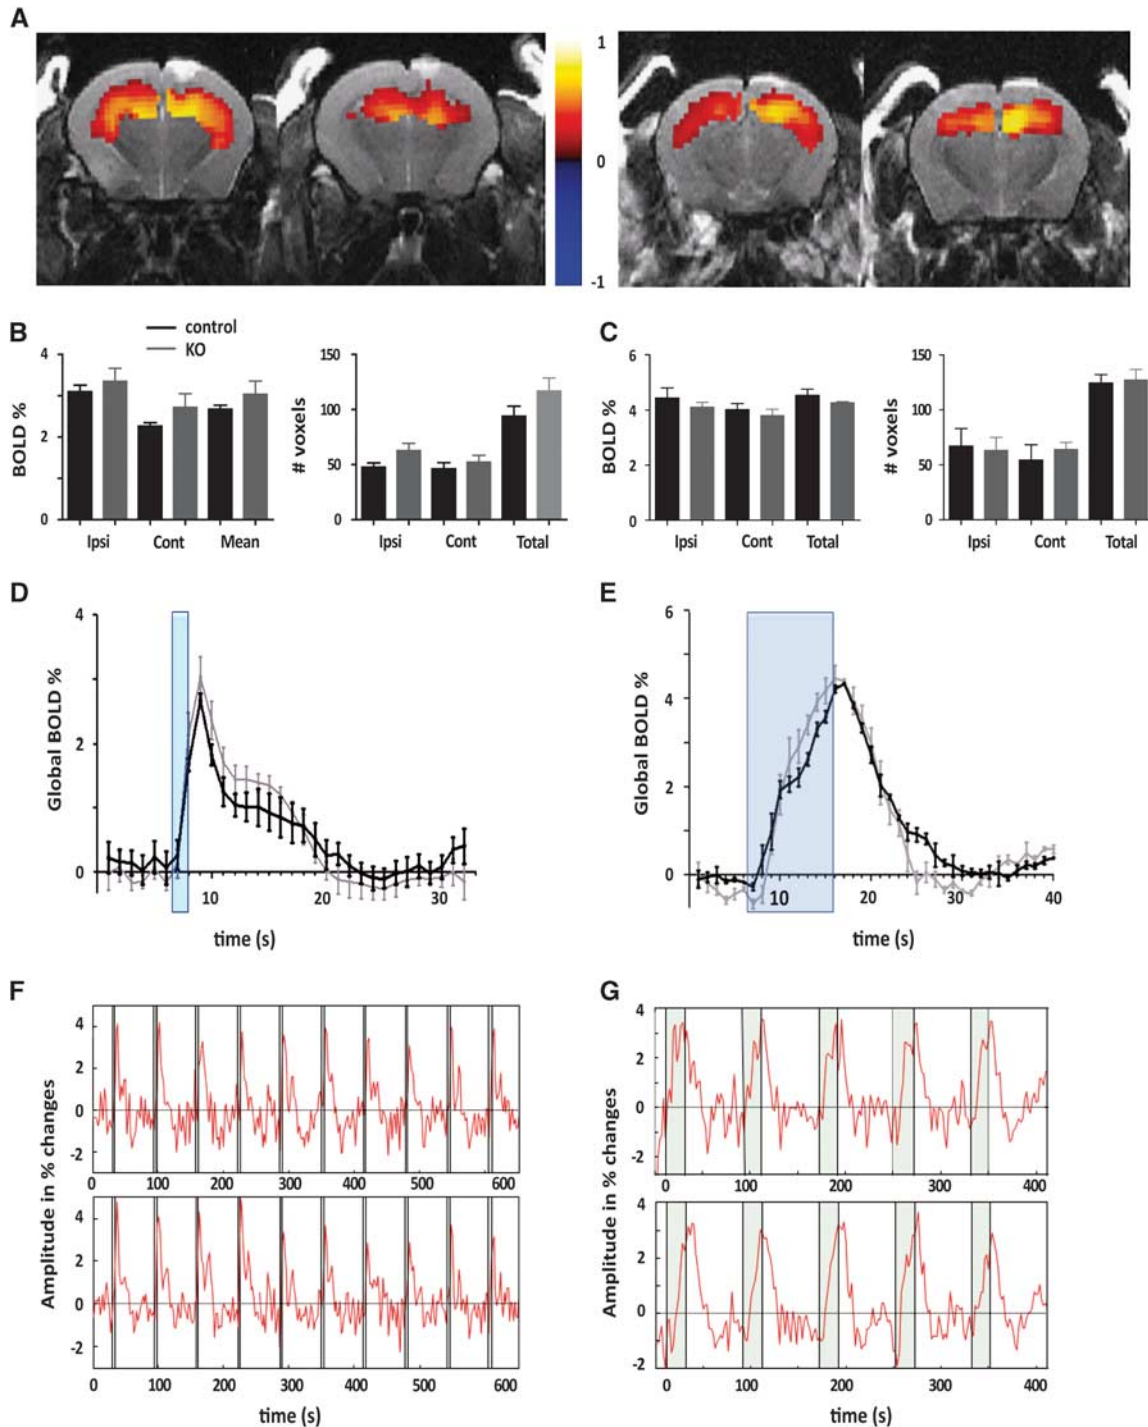 A
1
0
-1
B
control
KO
BOLD %
4
2
0
Ipsi Cont Mean
# voxels
150
100
50
0
Ipsi Cont Total
C
BOLD %
6
4
2
0
Ipsi Cont Total
# voxels
150
100
50
0
Ipsi Cont Total
D
Global BOLD %
4
2
0
10 20 30
time (s)
E
Global BOLD %
6
4
2
0
10 20 30 40
time (s)
F
Amplitude in % changes
4
2
0
-2
0 100 200 300 400 500 600
4
2
0
-2
0 100 200 300 400 500 600
time (s)
G
Amplitude in % changes
4
2
0
-2
0 100 200 300 400
4
2
0
-2
0 100 200 300 400
time (s)